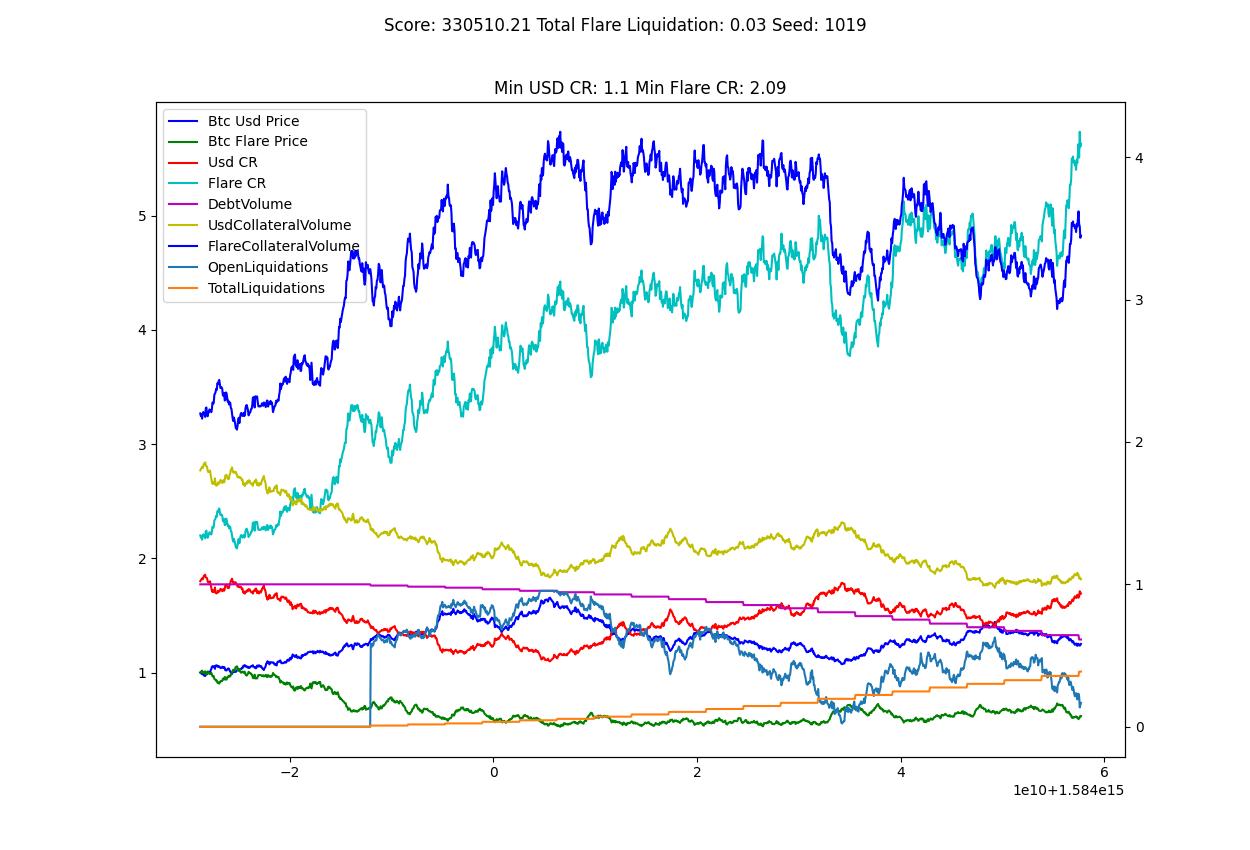 Score: 330510.21 Total Flare Liquidation: 0.03 Seed: 1019
Min USD CR: 1.1 Min Flare CR: 2.09
Btc Usd Price
Btc Flare Price
Usd CR
Flare CR
DebtVolume
UsdCollateralVolume
FlareCollateralVolume
OpenLiquidations
TotalLiquidations
5
4
3
2
1
4
3
2
1
0
−2
0
2
4
6
1e10+1.584e15